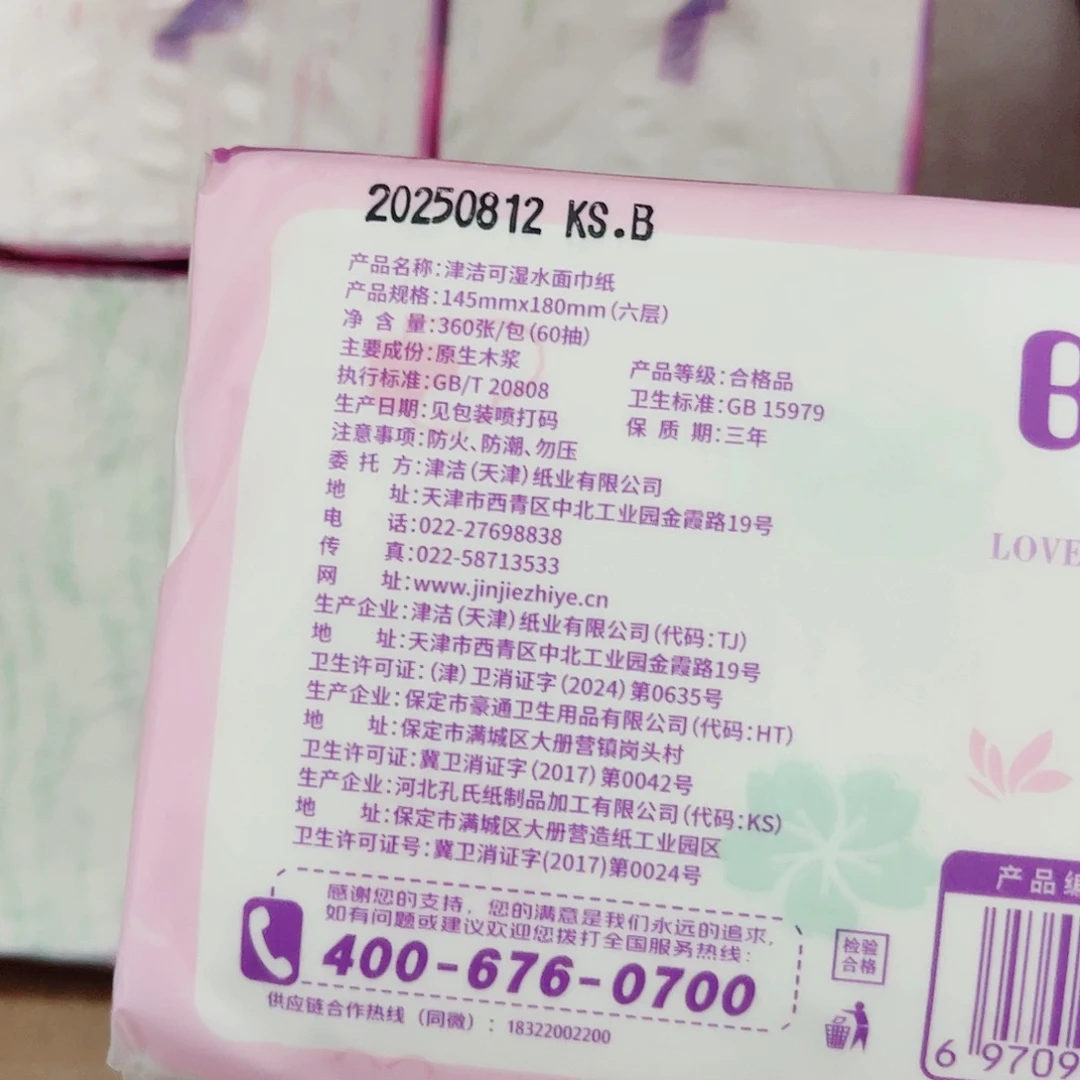 20250812 KS.B
产品名称:津洁可湿水面巾纸
产品规格:145mmx180mm(六层)
净含量:360张/包(60抽)
主要成份:原生木浆
产品等级:合格品
执行标准:GB/T 20808
卫生标准:GB 15979
生产日期:见包装喷打码
保质期:三年
注意事项:防火、防潮、勿压
委托方:津洁(天津)纸业有限公司
地址:天津市西青区中北工业园金霞路19号
电话:022-27698838
传真:022-58713533
网址:www.jinjiezhiye.cn
生产企业:津洁(天津)纸业有限公司(代码:TJ)
地址:天津市西青区中北工业园金霞路19号
卫生许可证:(津)卫消证字(2024)第0635号
生产企业:保定市豪通卫生用品有限公司(代码:HT)
地址:保定市满城区大册营镇岗头村
卫生许可证:冀卫消证字(2017)第0042号
生产企业:河北孔氏纸制品加工有限公司(代码:KS)
地址:保定市满城区大册营造纸工业园区
卫生许可证号:冀卫消证字(2017)第0024号
感谢您的支持,您的满意是我们永远的追求,
如有问题或建议欢迎您拨打全国服务热线:
400-676-0700
供应链合作热线(同微):18322002200
检验
合格
LOVE
产品编
6 9709